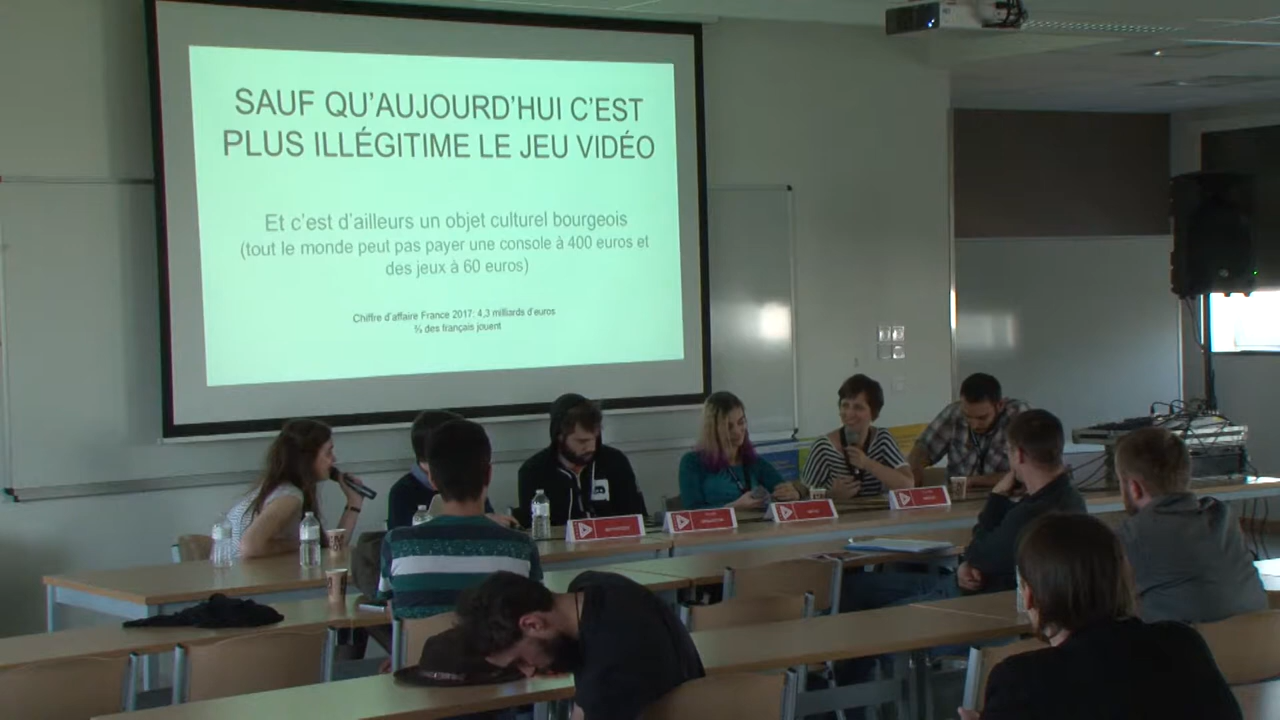 SAUF QU'AUJOURD'HUI C'EST
PLUS ILLÉGITIME LE JEU VIDÉO
Et c'est d'ailleurs un objet culturel bourgeois
(tout le monde peut pas payer une console à 400 euros et
des jeux à 60 euros)
Chiffre d'affaire France 2017: 4,3 milliards d'euros
⅔ des français jouent